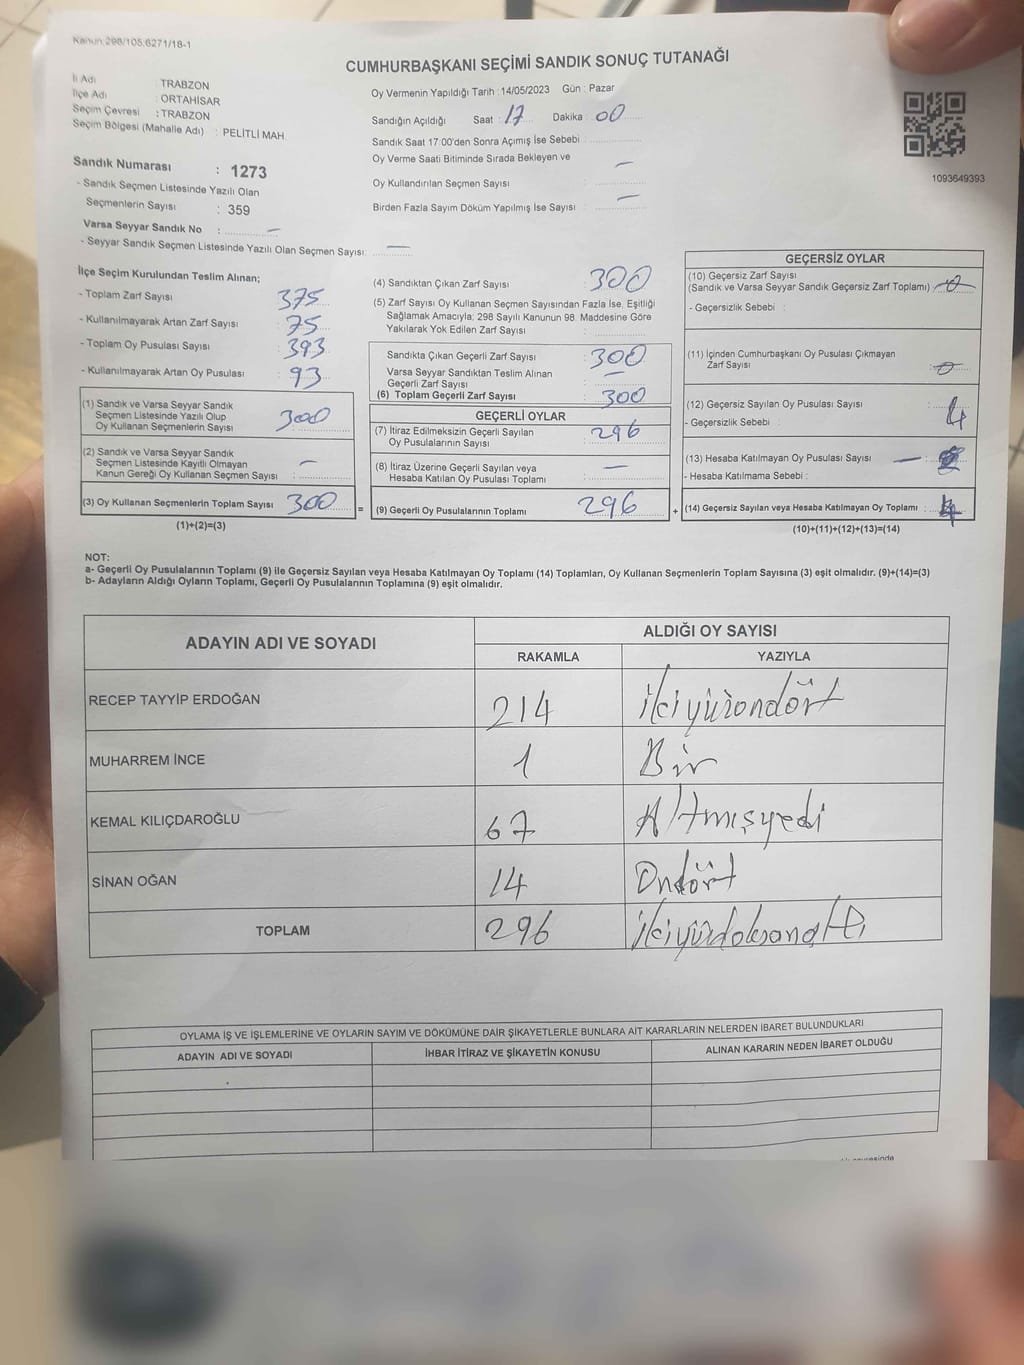 Kanun:298/105;6271/18-1
CUMHURBAŞKANI SEÇİMİ SANDIK SONUÇ TUTANAĞI
İl Adı : TRABZON
İlçe Adı : ORTAHİSAR
Seçim Çevresi : TRABZON
Seçim Bölgesi (Mahalle Adı) : PELİTLİ MAH.
Sandık Numarası : 1273
- Sandık Seçmen Listesinde Yazılı Olan
Seçmenlerin Sayısı : 359
Varsa Seyyar Sandık No : —
- Seyyar Sandık Seçmen Listesinde Yazılı Olan Seçmen Sayısı: —
Oy Vermenin Yapıldığı Tarih : 14/05/2023 Gün : Pazar
Sandığın Açıldığı Saat : 17 Dakika : 00
Sandık Saat 17:00'den Sonra Açımış İse Sebebi :
Oy Verme Saati Bitiminde Sırada Bekleyen ve —
Oy Kullandırılan Seçmen Sayısı :
Birden Fazla Sayım Döküm Yapılmış İse Sayısı : —
1093649393
İlçe Seçim Kurulundan Teslim Alınan;
- Toplam Zarf Sayısı : 375
- Kullanılmayarak Artan Zarf Sayısı : 75
- Toplam Oy Pusulası Sayısı : 393
- Kullanılmayarak Artan Oy Pusulası : 93
(1) Sandık ve Varsa Seyyar Sandık
Seçmen Listesinde Yazılı Olup
Oy Kullanan Seçmenlerin Sayısı : 300
(2) Sandık ve Varsa Seyyar Sandık
Seçmen Listesinde Kayıtlı Olmayan
Kanun Gereği Oy Kullanan Seçmen Sayısı : —
(3) Oy Kullanan Seçmenlerin Toplam Sayısı : 300 =
(1)+(2)=(3)
(4) Sandıktan Çıkan Zarf Sayısı : 300
(5) Zarf Sayısı Oy Kullanan Seçmen Sayısından Fazla İse, Eşitliği
Sağlamak Amacıyla; 298 Sayılı Kanunun 98. Maddesine Göre
Yakılarak Yok Edilen Zarf Sayısı :
Sandıkta Çıkan Geçerli Zarf Sayısı : 300
Varsa Seyyar Sandıktan Teslim Alınan
Geçerli Zarf Sayısı : —
(6) Toplam Geçerli Zarf Sayısı : 300
GEÇERLİ OYLAR
(7) İtiraz Edilmeksizin Geçerli Sayılan
Oy Pusulalarının Sayısı : 296
(8) İtiraz Üzerine Geçerli Sayılan veya
Hesaba Katılan Oy Pusulası Toplamı : —
(9) Geçerli Oy Pusulalarının Toplamı : 296 +
GEÇERSİZ OYLAR
(10) Geçersiz Zarf Sayısı
(Sandık ve Varsa Seyyar Sandık Geçersiz Zarf Toplamı) : 0
- Geçersizlik Sebebi :
(11) İçinden Cumhurbaşkanı Oy Pusulası Çıkmayan
Zarf Sayısı : 0
(12) Geçersiz Sayılan Oy Pusulası Sayısı : 4
- Geçersizlik Sebebi :
(13) Hesaba Katılmayan Oy Pusulası Sayısı —
- Hesaba Katılmama Sebebi :
(14) Geçersiz Sayılan veya Hesaba Katılmayan Oy Toplamı : 4
(10)+(11)+(12)+(13)=(14)
NOT:
a- Geçerli Oy Pusulalarının Toplamı (9) ile Geçersiz Sayılan veya Hesaba Katılmayan Oy Toplamı (14) Toplamları, Oy Kullanan Seçmenlerin Toplam Sayısına (3) eşit olmalıdır. (9)+(14)=(3)
b- Adayların Aldığı Oyların Toplamı, Geçerli Oy Pusulalarının Toplamına (9) eşit olmalıdır.
ADAYIN ADI VE SOYADI ALDIĞI OY SAYISI
RAKAMLA YAZIYLA
RECEP TAYYİP ERDOĞAN 214 ikiyüzondört
MUHARREM İNCE 1 Bir
KEMAL KILIÇDAROĞLU 67 Altmışyedi
SİNAN OĞAN 14 Ondört
TOPLAM 296 ikiyüzdoksanaltı
OYLAMA İŞ VE İŞLEMLERİNE VE OYLARIN SAYIM VE DÖKÜMÜNE DAİR ŞİKAYETLERLE BUNLARA AİT KARARLARIN NELERDEN İBARET BULUNDUKLARI
ADAYIN ADI VE SOYADI İHBAR İTİRAZ VE ŞİKAYETİN KONUSU ALINAN KARARIN NEDEN İBARET OLDUĞU